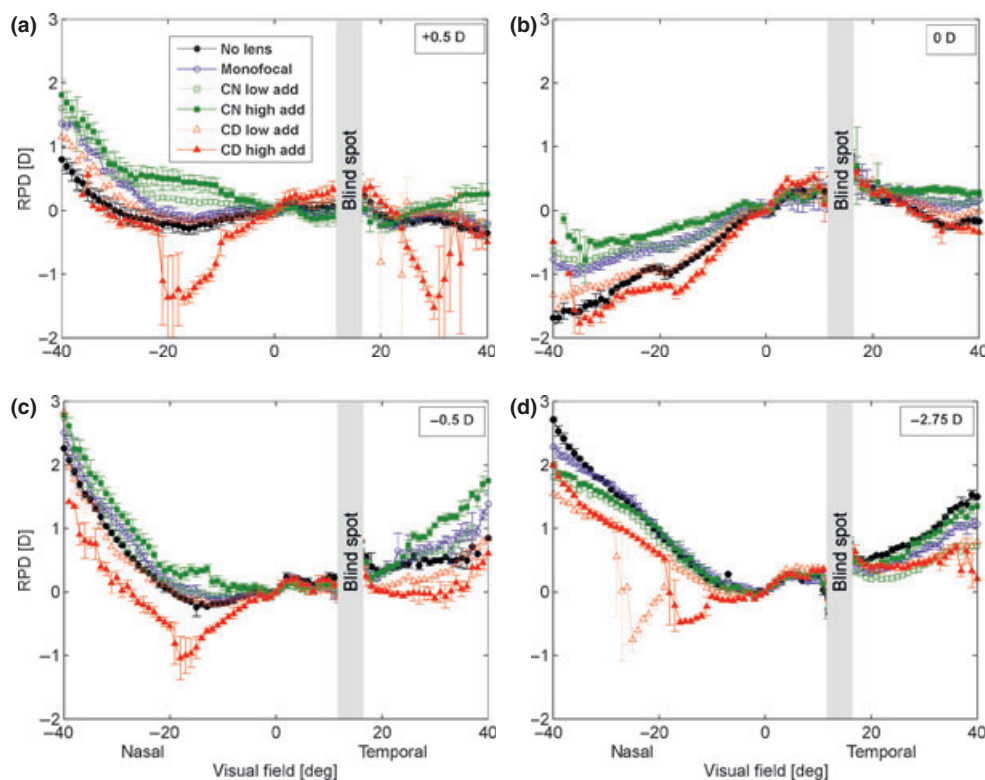 (a)
3
2
1
0
−1
−2
RPD [D]
+0.5 D
No lens
Monofocal
CN low add
CN high add
CD low add
CD high add
Blind spot
−40
−20
0
20
40
(b)
3
2
1
0
−1
−2
0 D
Blind spot
−40
−20
0
20
40
(c)
3
2
1
0
−1
−2
RPD [D]
−0.5 D
Blind spot
−40
−20
0
20
40
Nasal
Temporal
Visual field [deg]
(d)
3
2
1
0
−1
−2
−2.75 D
Blind spot
−40
−20
0
20
40
Nasal
Temporal
Visual field [deg]